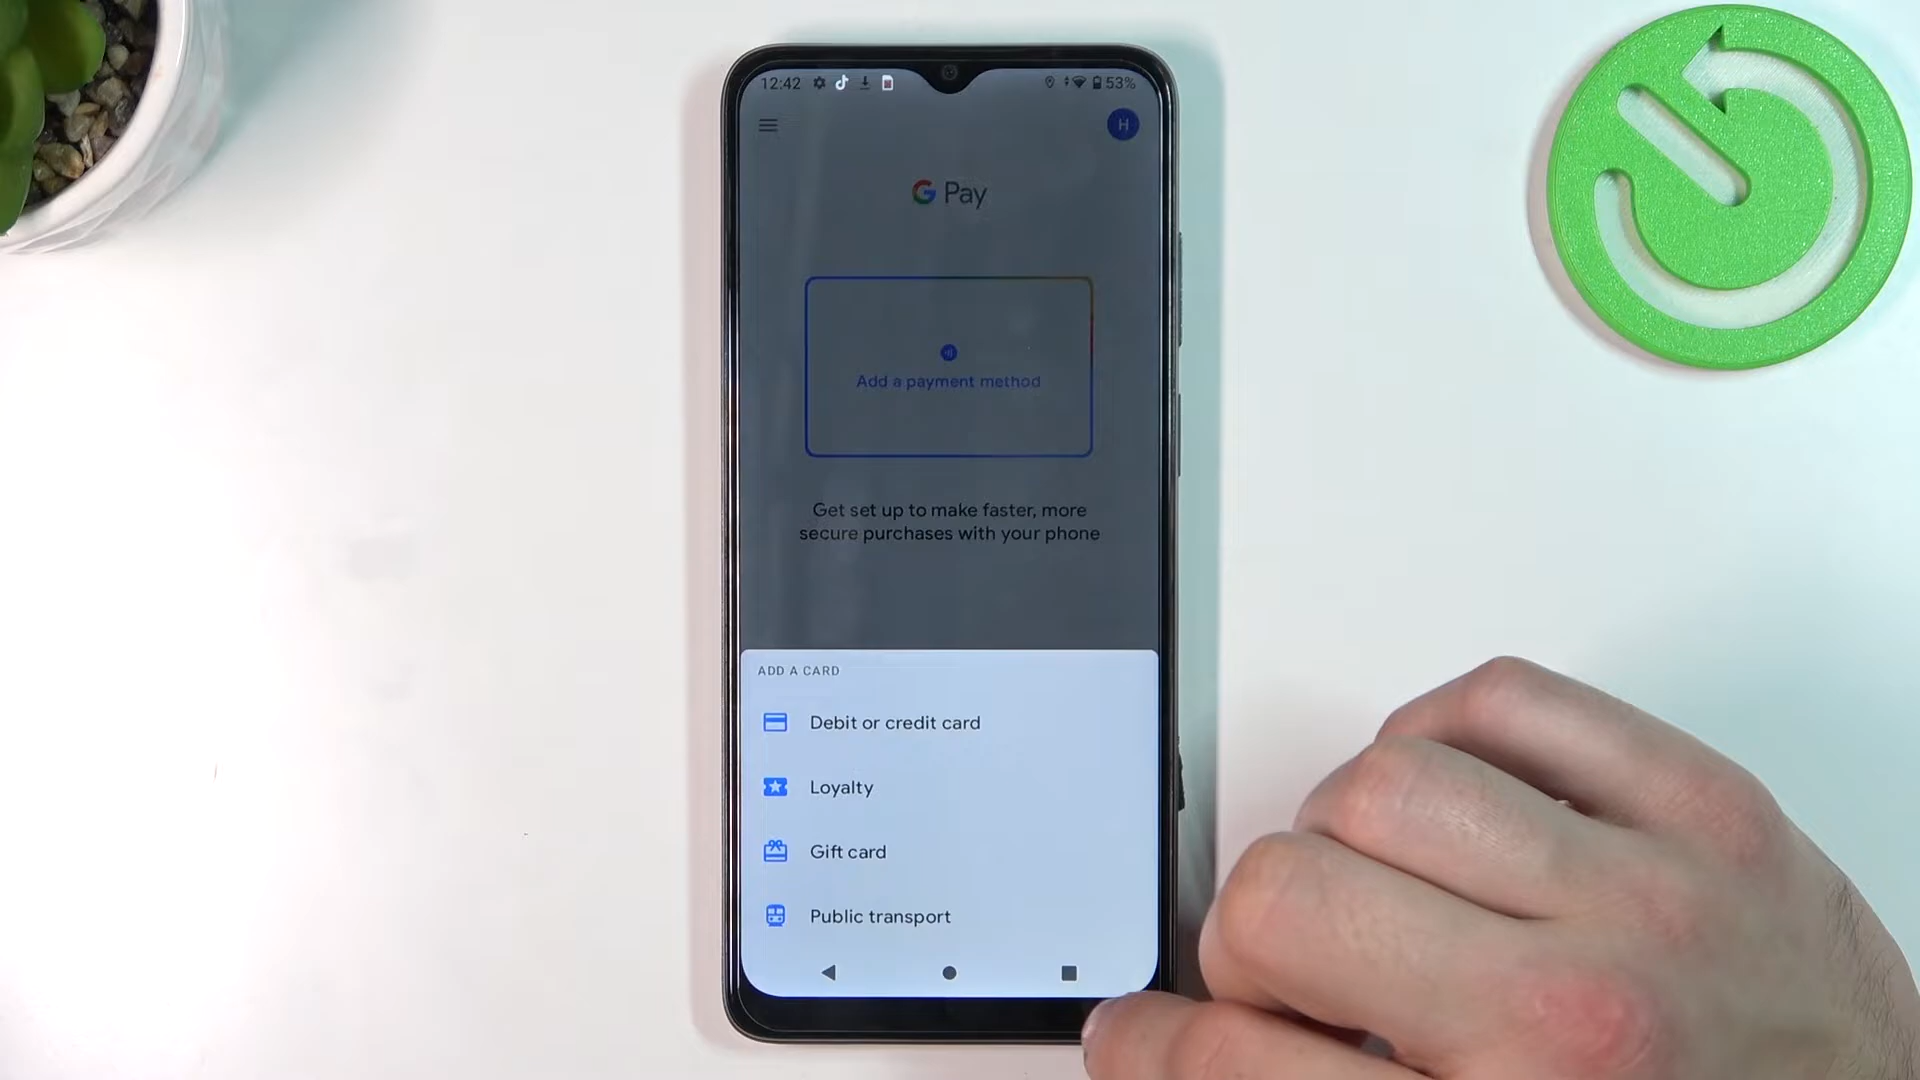 12:42
53%
H
G Pay
Add a payment method
Get set up to make faster, more
secure purchases with your phone
ADD A CARD
Debit or credit card
Loyalty
Gift card
Public transport